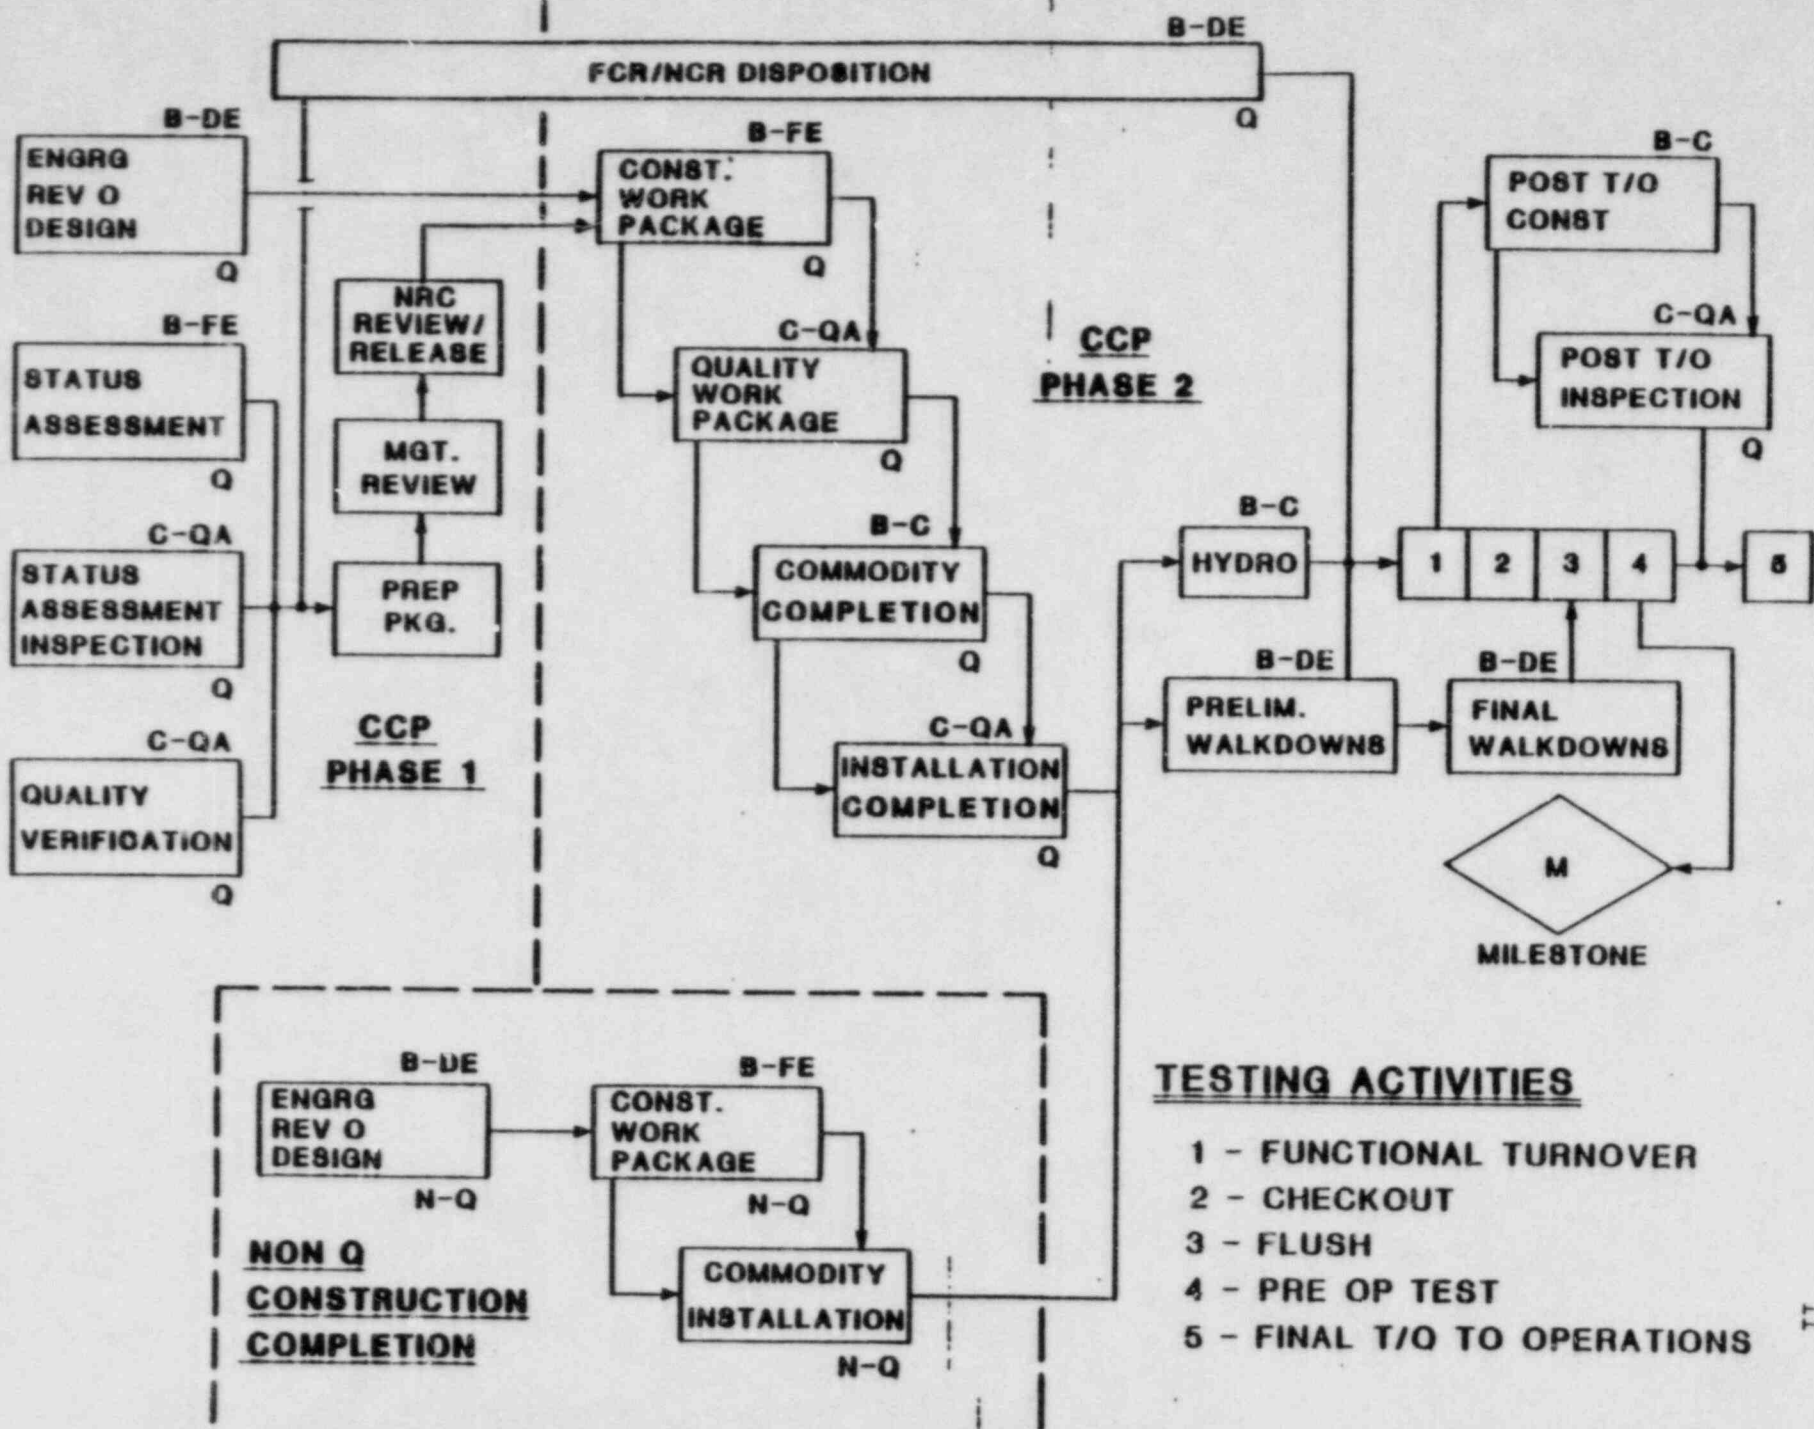 B-DE
FCR/NCR DISPOSITION
Q
B-DE
ENGRG
REV O
DESIGN
Q
B-FE
STATUS
ASSESSMENT
Q
C-QA
STATUS
ASSESSMENT
INSPECTION
Q
C-QA
QUALITY
VERIFICATION
Q
NRC
REVIEW/
RELEASE
MGT.
REVIEW
PREP
PKG.
CCP
PHASE 1
B-FE
CONST.
WORK
PACKAGE
Q
C-QA
QUALITY
WORK
PACKAGE
Q
B-C
COMMODITY
COMPLETION
Q
C-QA
INSTALLATION
COMPLETION
Q
CCP
PHASE 2
B-C
HYDRO
B-DE
PRELIM.
WALKDOWNS
B-DE
FINAL
WALKDOWNS
B-C
POST T/O
CONST
C-QA
POST T/O
INSPECTION
Q
1 2 3 4 5
M
MILESTONE
B-DE
ENGRG
REV O
DESIGN
N-Q
B-FE
CONST.
WORK
PACKAGE
N-Q
COMMODITY
INSTALLATION
N-Q
NON Q
CONSTRUCTION
COMPLETION
TESTING ACTIVITIES
1 - FUNCTIONAL TURNOVER
2 - CHECKOUT
3 - FLUSH
4 - PRE OP TEST
5 - FINAL T/O TO OPERATIONS